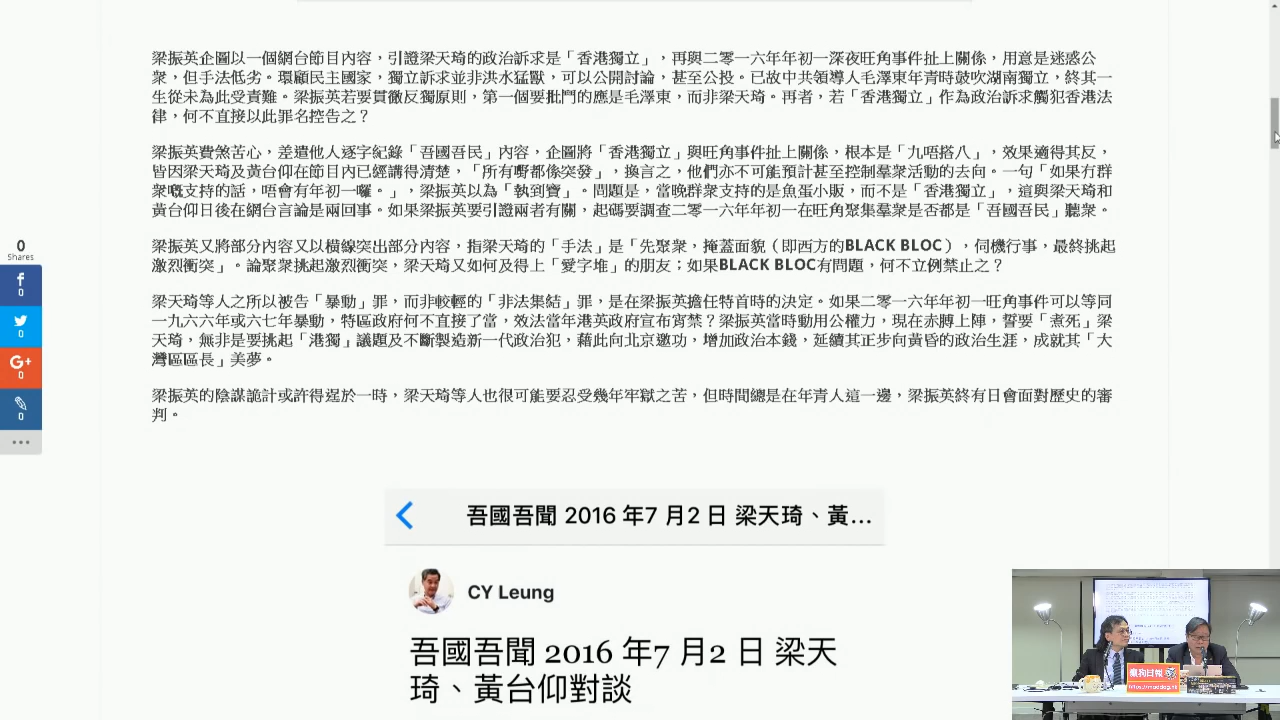 梁振英企圖以一個網台節目內容，引證梁天琦的政治訴求是「香港獨立」，再與二零一六年年初一深夜旺角事件扯上關係，用意是迷惑公
眾，但手法低劣。環顧民主國家，獨立訴求並非洪水猛獸，可以公開討論，甚至公投。已故中共領導人毛澤東年青時鼓吹湖南獨立，終其一
生從未為此受責難。梁振英若要貫徹反獨原則，第一個要批鬥的應是毛澤東，而非梁天琦。再者，若「香港獨立」作為政治訴求觸犯香港法
律，何不直接以此罪名控告之？
梁振英費煞苦心，差遣他人逐字紀錄「吾國吾民」內容，企圖將「香港獨立」與旺角事件扯上關係，根本是「九唔搭八」，效果適得其反，
皆因梁天琦及黃台仰在節目內已經講得清楚，「所有嘢都係突發」，換言之，他們亦不可能預計甚至控制羣衆活動的去向。一句「如果冇群
衆嘅支持的話，唔會有年初一囉。」，梁振英以為「執到寶」。問題是，當晚群衆支持的是魚蛋小販，而不是「香港獨立」，這與梁天琦和
黃台仰日後在網台言論是兩回事。如果梁振英要引證兩者有關，起碼要調查二零一六年年初一在旺角聚集羣衆是否都是「吾國吾民」聽衆。
梁振英又將部分內容又以橫線突出部分內容，指梁天琦的「手法」是「先聚衆，掩蓋面貌（即西方的BLACK BLOC），伺機行事，最終挑起
激烈衝突」。論聚衆挑起激烈衝突，梁天琦又如何及得上「愛字堆」的朋友；如果BLACK BLOC有問題，何不立例禁止之？
梁天琦等人之所以被告「暴動」罪，而非較輕的「非法集結」罪，是在梁振英擔任特首時的決定。如果二零一六年年初一旺角事件可以等同
一九六六年或六七年暴動，特區政府何不直接了當，效法當年港英政府宣布宵禁？梁振英當時動用公權力，現在赤膊上陣，誓要「煮死」梁
天琦，無非是要挑起「港獨」議題及不斷製造新一代政治犯，藉此向北京邀功，增加政治本錢，延續其正步向黃昏的政治生涯，成就其「大
灣區區長」美夢。
梁振英的陰謀詭計或許得逞於一時，梁天琦等人也很可能要忍受幾年牢獄之苦，但時間總是在年青人這一邊，梁振英終有日會面對歷史的審
判。
0
Shares
f
0
0
G+
0
0
吾國吾聞 2016 年7 月2 日 梁天琦、黃...
CY Leung
吾國吾聞 2016 年7 月2 日 梁天
琦、黃台仰對談
瘋狗日報
https://maddog.hk